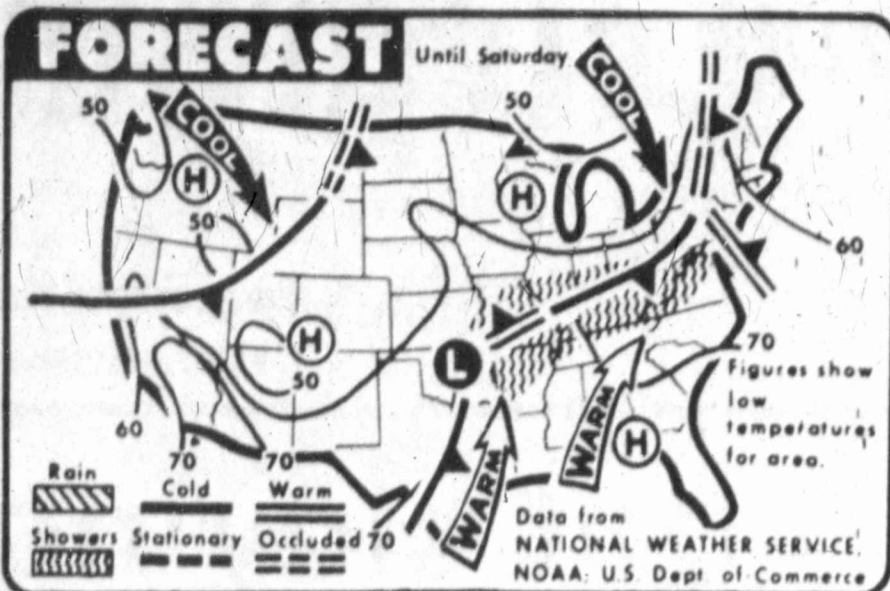 FORECAST
Until Saturday
50
COOL
50
COOL
H
H
50
60
H
50
L
70
Figures show
low
temperatures
for area.
60
70
70
WARM
H
WARM
Rain
Cold
Warm
Showers
Stationary
Occluded
70
Data from
NATIONAL WEATHER SERVICE,
NOAA; U.S. Dept. of Commerce